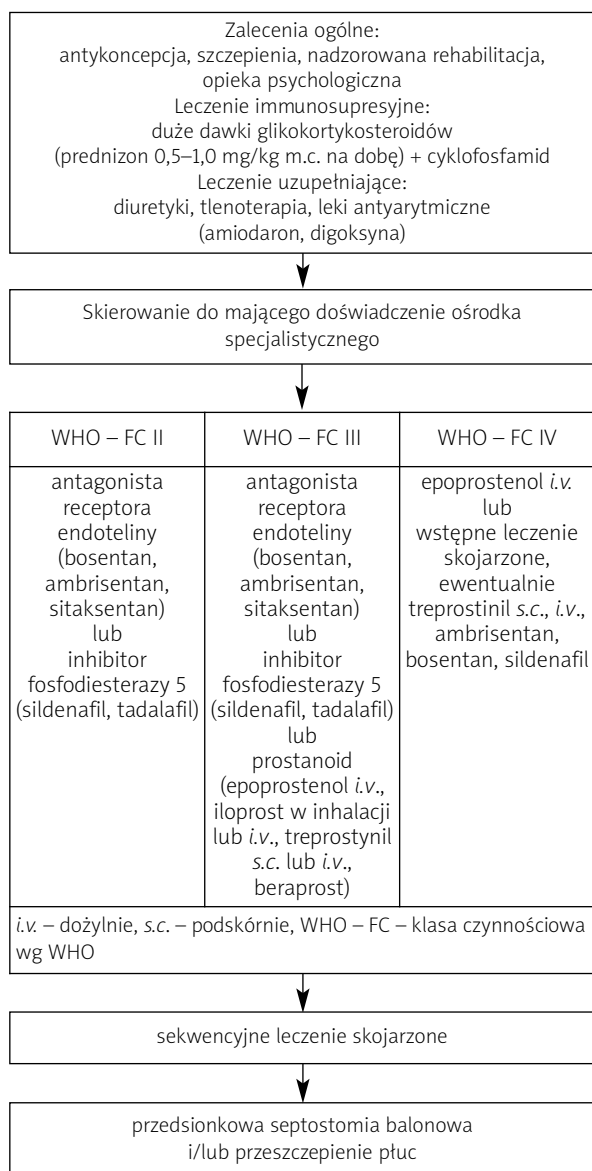 Zalecenia ogólne:
antykoncepcja, szczepienia, nadzorowana rehabilitacja,
opieka psychologiczna
Leczenie immunosupresyjne:
duże dawki glikokortykosteroidów
(prednizon 0,5–1,0 mg/kg m.c. na dobę) + cyklofosfamid
Leczenie uzupełniające:
diuretyki, tlenoterapia, leki antyarytmiczne
(amiodaron, digoksyna)
Skierowanie do mającego doświadczenie ośrodka
specjalistycznego
WHO – FC II
antagonista
receptora
endoteliny
(bosentan,
ambrisentan,
sitaksentan)
lub
inhibitor
fosfodiesterazy 5
(sildenafil, tadalafil)
WHO – FC III
antagonista
receptora
endoteliny
(bosentan,
ambrisentan,
sitaksentan)
lub
inhibitor
fosfodiesterazy 5
(sildenafil, tadalafil)
lub
prostanoid
(epoprostenol i.v.,
iloprost w inhalacji
lub i.v., treprostynil
s.c. lub i.v.,
beraprost)
WHO – FC IV
epoprostenol i.v.
lub
wstępne leczenie
skojarzone,
ewentualnie
treprostinil s.c., i.v.,
ambrisentan,
bosentan, sildenafil
i.v. – dożylnie, s.c. – podskórnie, WHO – FC – klasa czynnościowa
wg WHO
sekwencyjne leczenie skojarzone
przedsionkowa septostomia balonowa
i/lub przeszczepienie płuc